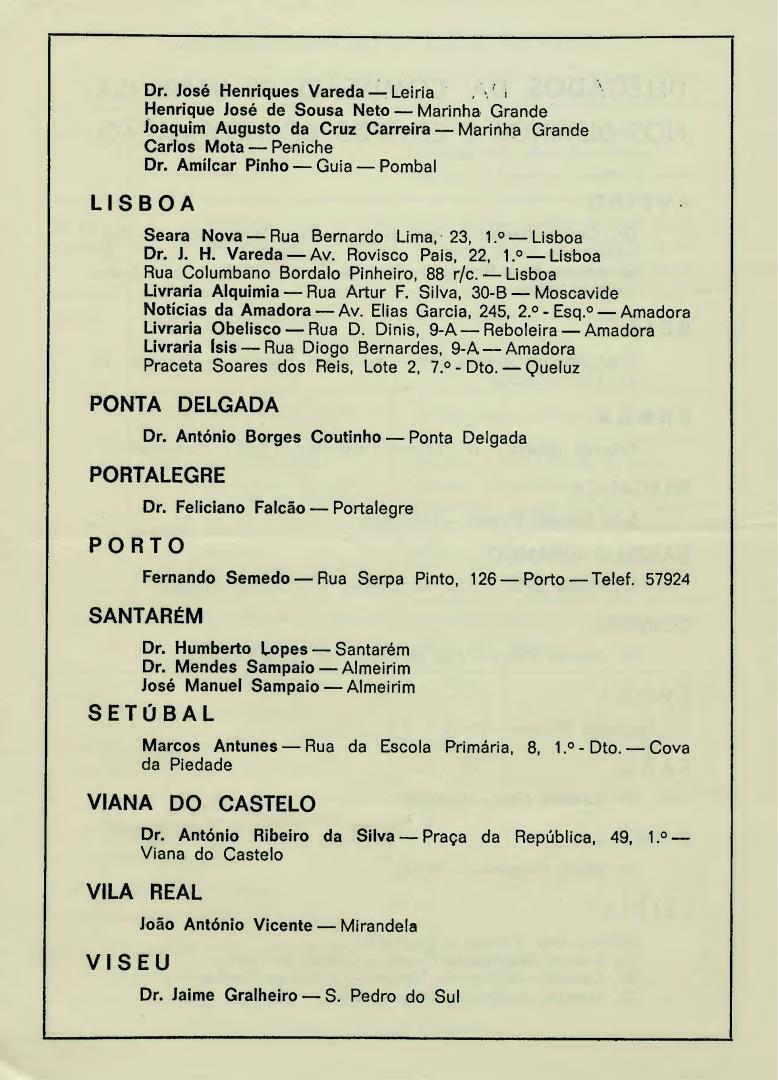 Dr. José Henriques Vareda — Leiria
Henrique José de Sousa Neto — Marinha Grande
Joaquim Augusto da Cruz Carreira — Marinha Grande
Carlos Mota — Peniche
Dr. Amílcar Pinho — Guia — Pombal
LISBOA
Seara Nova — Rua Bernardo Lima, 23, 1.º — Lisboa
Dr. J. H. Vareda — Av. Rovisco Pais, 22, 1.º — Lisboa
Rua Columbano Bordalo Pinheiro, 88 r/c. — Lisboa
Livraria Alquimia — Rua Artur F. Silva, 30-B — Moscavide
Notícias da Amadora — Av. Elias Garcia, 245, 2.º - Esq.º — Amadora
Livraria Obelisco — Rua D. Dinis, 9-A — Reboleira — Amadora
Livraria Ísis — Rua Diogo Bernardes, 9-A — Amadora
Praceta Soares dos Reis, Lote 2, 7.º - Dto. — Queluz
PONTA DELGADA
Dr. António Borges Coutinho — Ponta Delgada
PORTALEGRE
Dr. Feliciano Falcão — Portalegre
PORTO
Fernando Semedo — Rua Serpa Pinto, 126 — Porto — Telef. 57924
SANTARÉM
Dr. Humberto Lopes — Santarém
Dr. Mendes Sampaio — Almeirim
José Manuel Sampaio — Almeirim
SETÚBAL
Marcos Antunes — Rua da Escola Primária, 8, 1.º - Dto. — Cova
da Piedade
VIANA DO CASTELO
Dr. António Ribeiro da Silva — Praça da República, 49, 1.º —
Viana do Castelo
VILA REAL
João António Vicente — Mirandela
VISEU
Dr. Jaime Gralheiro — S. Pedro do Sul